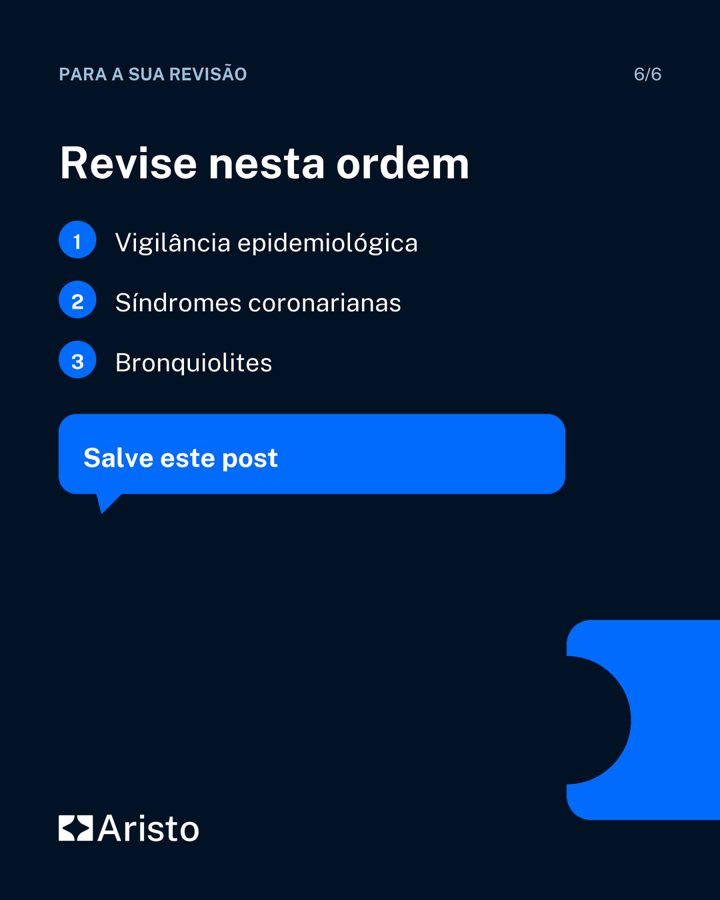 PARA A SUA REVISÃO
6/6
Revise nesta ordem
1 Vigilância epidemiológica
2 Síndromes coronarianas
3 Bronquiolites
Salve este post
Aristo